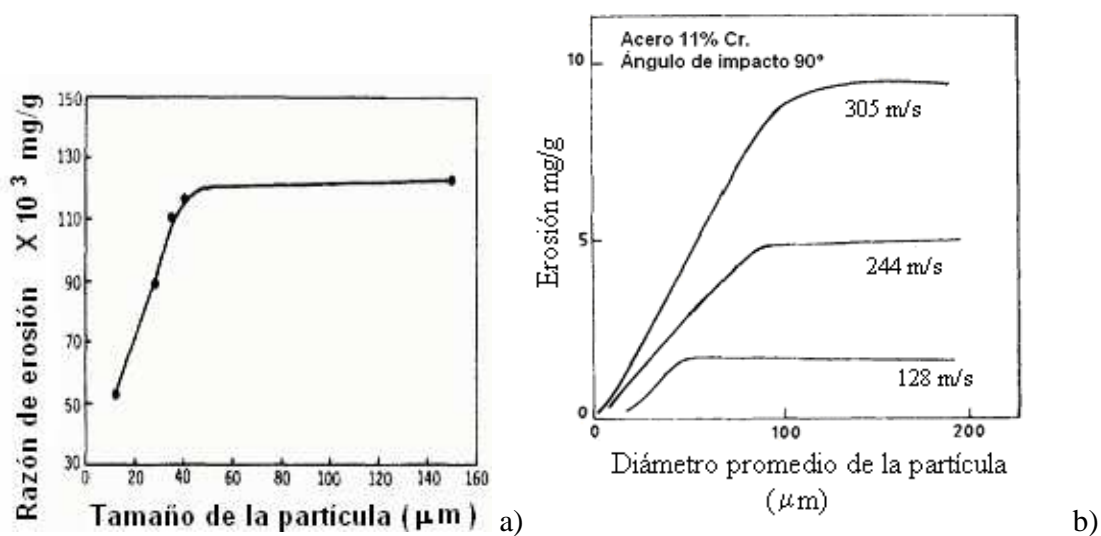 Razón de erosión X 10³ mg/g
150
130
110
90
70
50
30
0 20 40 60 80 100 120 140 160
Tamaño de la partícula (μm)
a)
Acero 11% Cr.
Ángulo de impacto 90°
Erosión mg/g
10
5
0
305 m/s
244 m/s
128 m/s
0 100 200
Diámetro promedio de la partícula
(μm)
b)